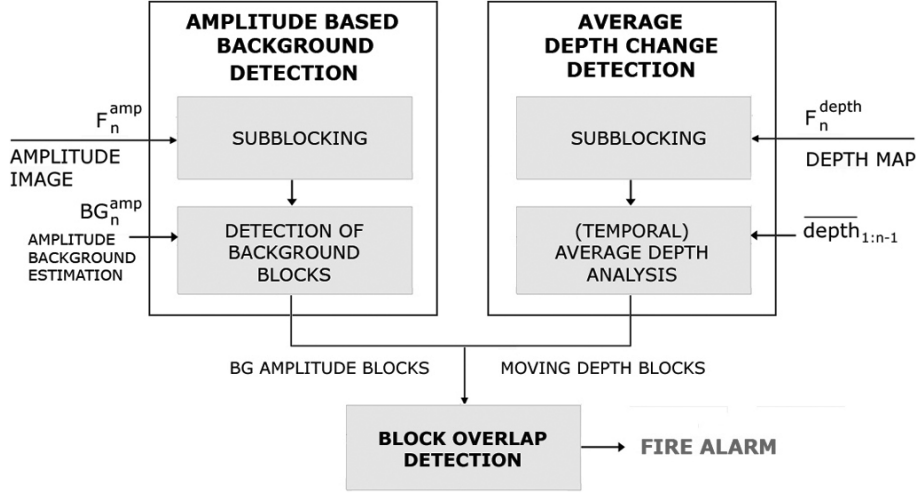 AMPLITUDE BASED
BACKGROUND
DETECTION
F_n^amp
AMPLITUDE
IMAGE
SUBBLOCKING
BG_n^amp
AMPLITUDE
BACKGROUND
ESTIMATION
DETECTION OF
BACKGROUND
BLOCKS
AVERAGE
DEPTH CHANGE
DETECTION
SUBBLOCKING
F_n^depth
DEPTH MAP
(TEMPORAL)
AVERAGE DEPTH
ANALYSIS
depth̅_1:n-1
BG AMPLITUDE BLOCKS
MOVING DEPTH BLOCKS
BLOCK OVERLAP
DETECTION
FIRE ALARM